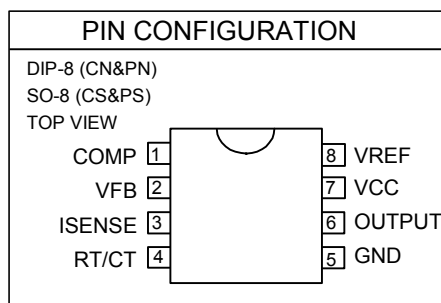 PIN CONFIGURATION
DIP-8 (CN&PN)
SO-8 (CS&PS)
TOP VIEW
COMP 1 8 VREF
VFB 2 7 VCC
ISENSE 3 6 OUTPUT
RT/CT 4 5 GND